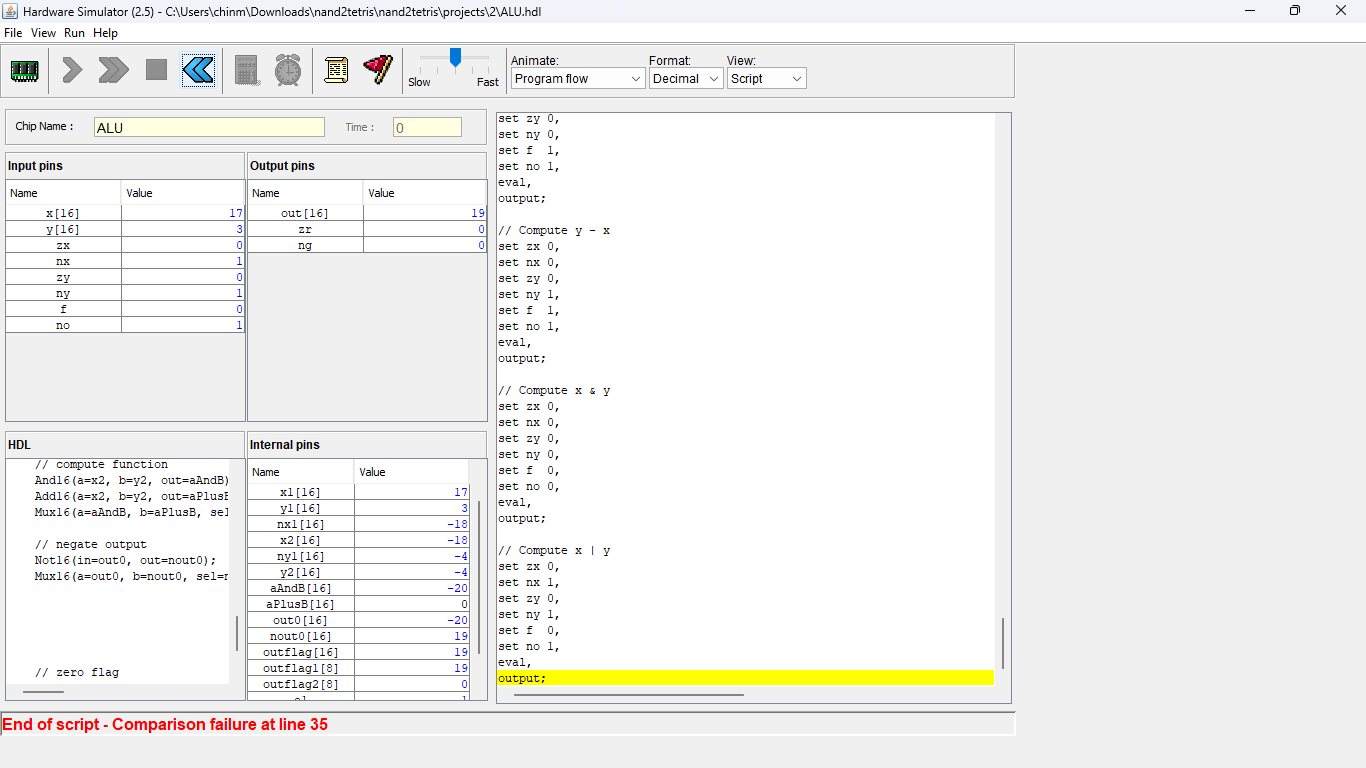 Hardware Simulator (2.5) - C:\Users\chinm\Downloads\nand2tetris\nand2tetris\projects\2\ALU.hdl
File View Run Help
Slow Fast
Animate: Format: View:
Program flow Decimal Script
Chip Name : ALU Time : 0
Input pins
Name Value
x[16] 17
y[16] 3
zx 0
nx 1
zy 0
ny 1
f 0
no 1
Output pins
Name Value
out[16] 19
zr 0
ng 0
HDL
// compute function
And16(a=x2, b=y2, out=aAndB)
Add16(a=x2, b=y2, out=aPlusB
Mux16(a=aAndB, b=aPlusB, sel
// negate output
Not16(in=out0, out=nout0);
Mux16(a=out0, b=nout0, sel=n
// zero flag
Internal pins
Name Value
x1[16] 17
y1[16] 3
nx1[16] -18
x2[16] -18
ny1[16] -4
y2[16] -4
aAndB[16] -20
aPlusB[16] 0
out0[16] -20
nout0[16] 19
outflag[16] 19
outflag1[8] 19
outflag2[8] 0
set zy 0,
set ny 0,
set f 1,
set no 1,
eval,
output;
// Compute y - x
set zx 0,
set nx 0,
set zy 0,
set ny 1,
set f 1,
set no 1,
eval,
output;
// Compute x & y
set zx 0,
set nx 0,
set zy 0,
set ny 0,
set f 0,
set no 0,
eval,
output;
// Compute x | y
set zx 0,
set nx 1,
set zy 0,
set ny 1,
set f 0,
set no 1,
eval,
output;
End of script - Comparison failure at line 35